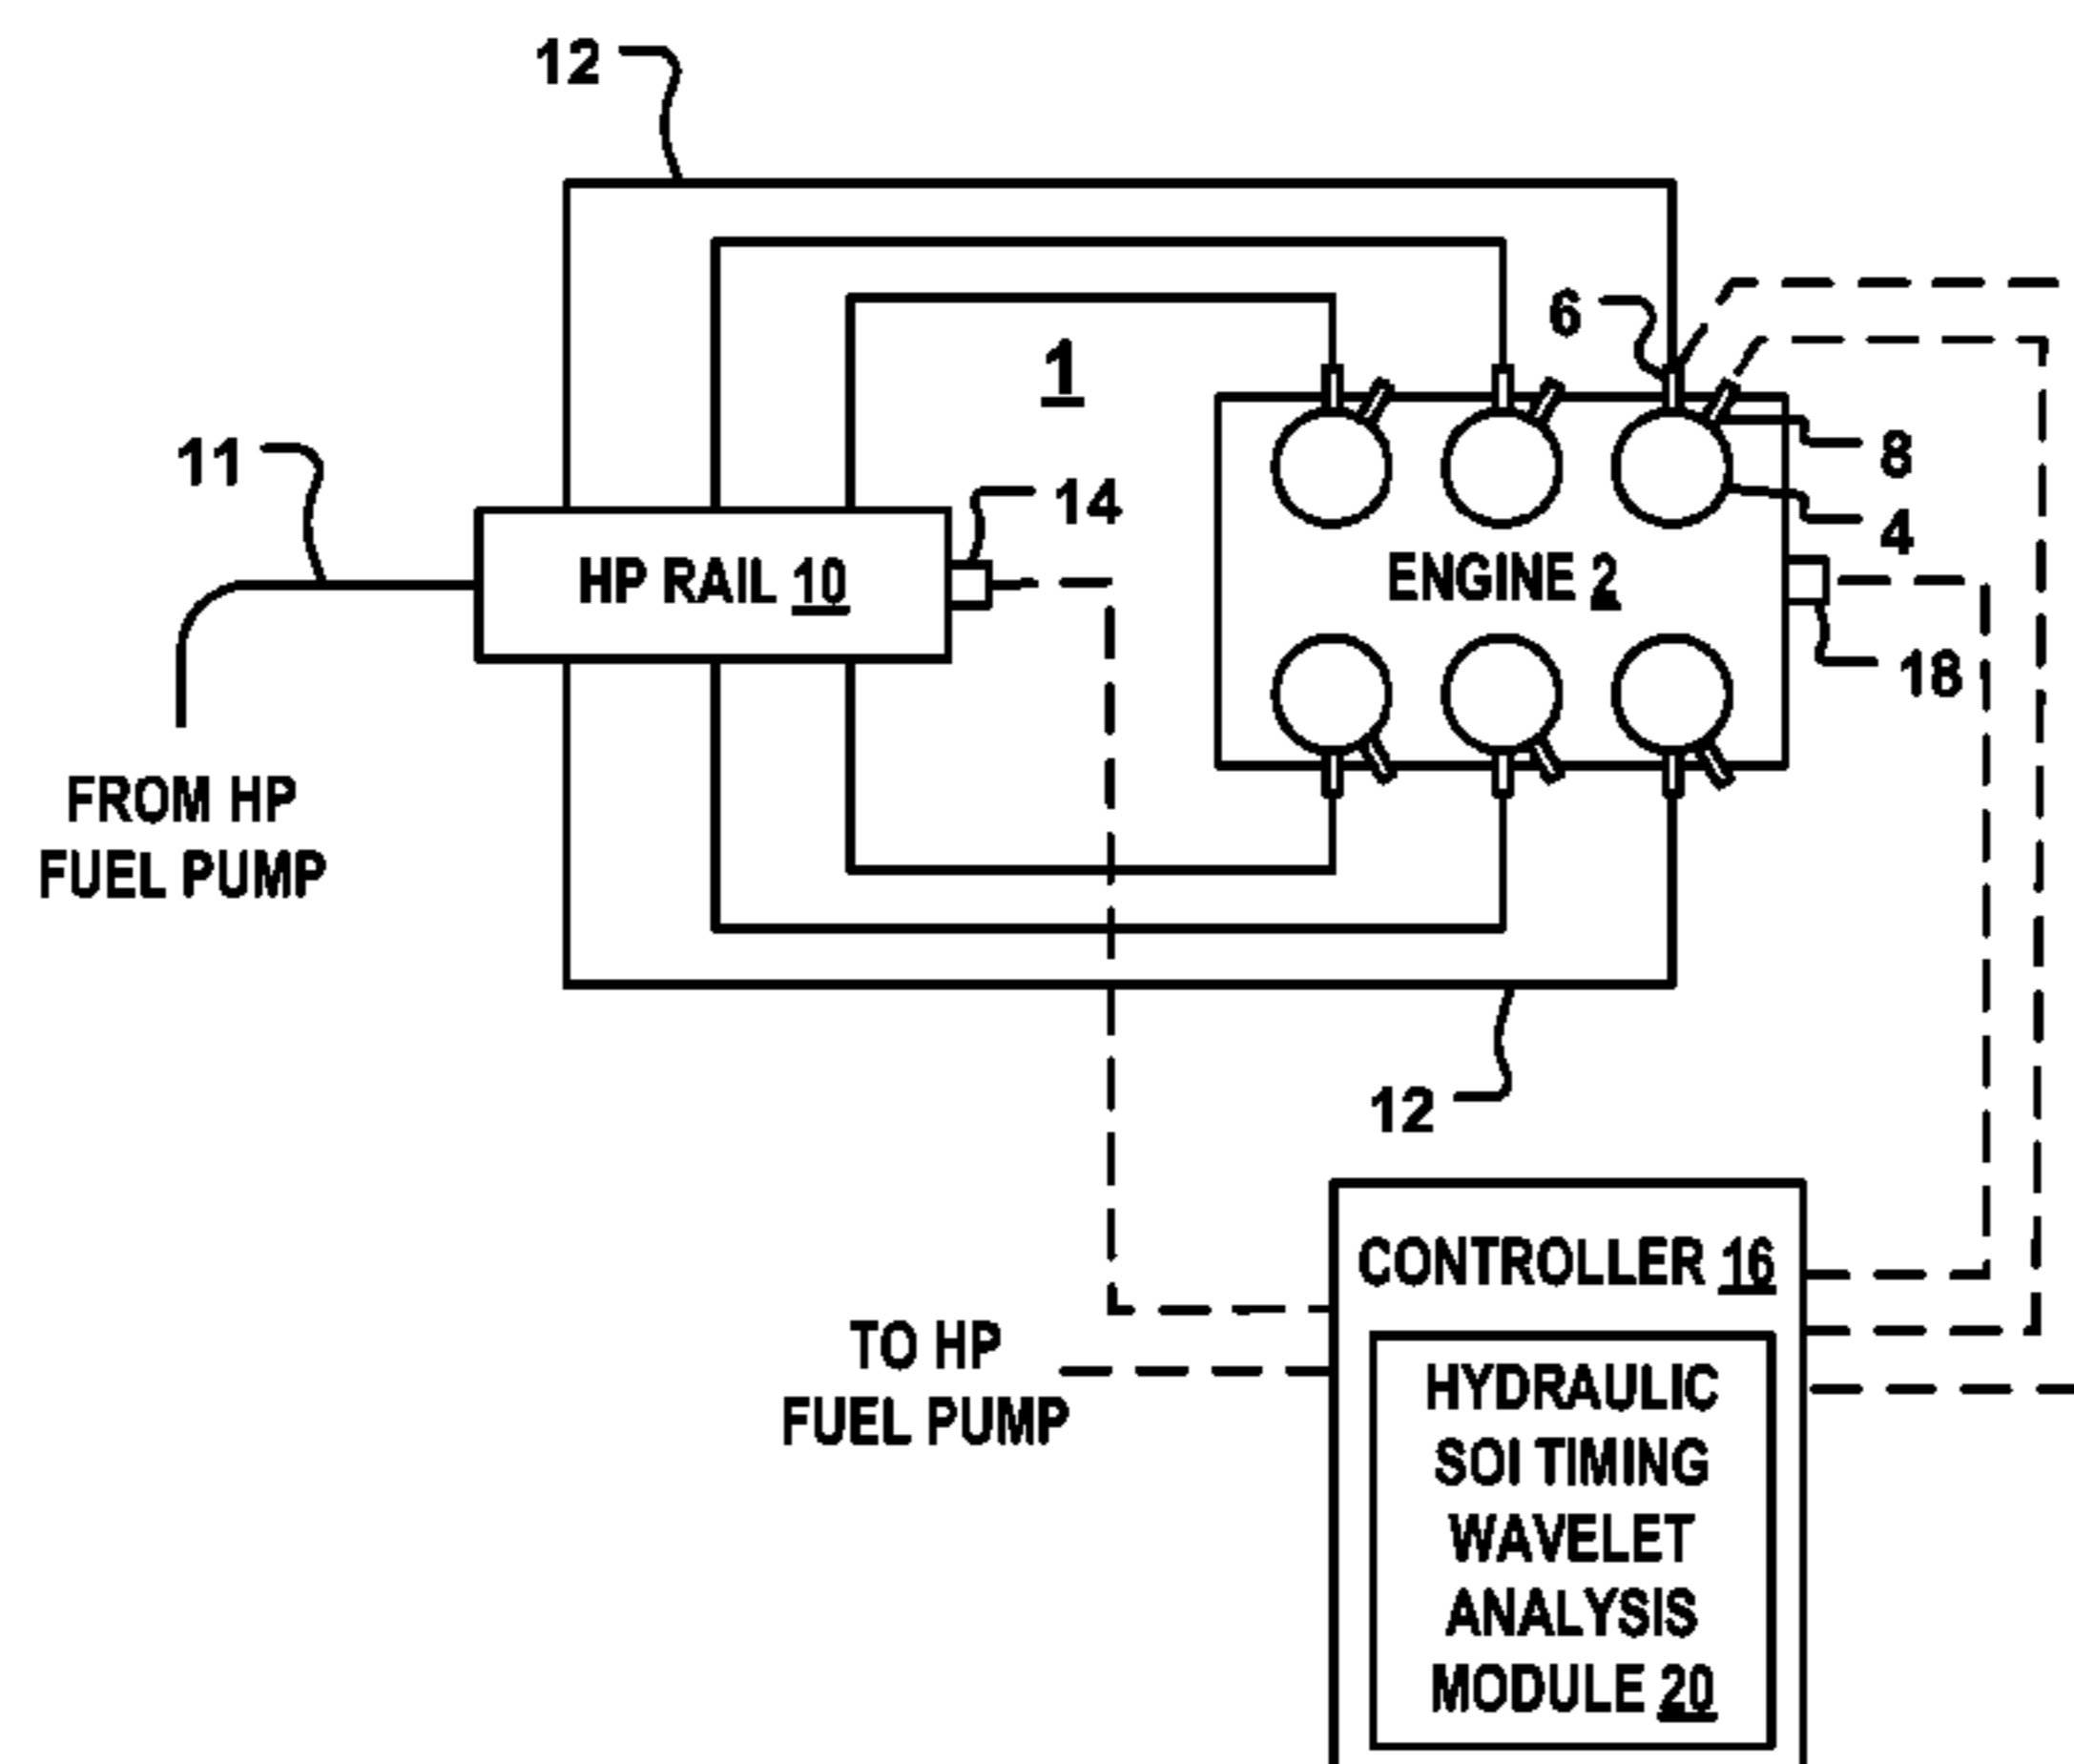 12
6
1
11
8
14
4
HP RAIL 10
ENGINE 2
18
FROM HP
FUEL PUMP
12
CONTROLLER 16
TO HP
FUEL PUMP
HYDRAULIC
SOI TIMING
WAVELET
ANALYSIS
MODULE 20